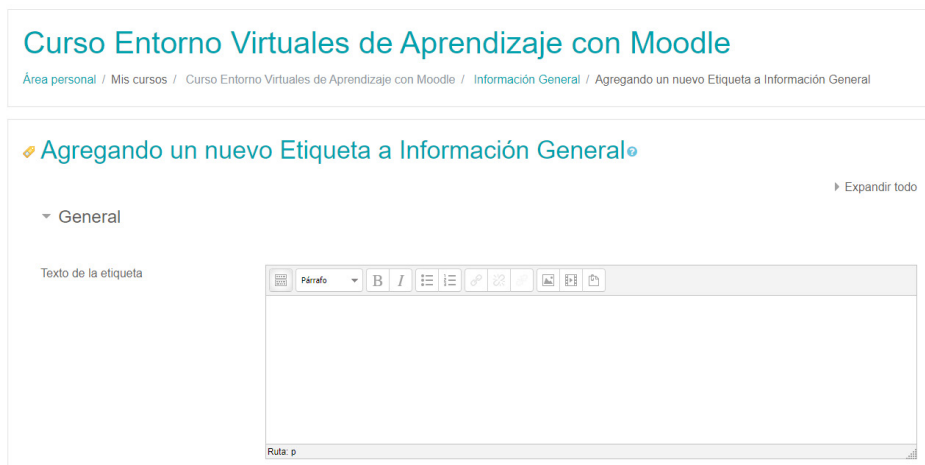 Curso Entorno Virtuales de Aprendizaje con Moodle
Área personal / Mis cursos / Curso Entorno Virtuales de Aprendizaje con Moodle / Información General / Agregando un nuevo Etiqueta a Información General
Agregando un nuevo Etiqueta a Información General
Expandir todo
General
Texto de la etiqueta
Párrafo B I
Ruta: p